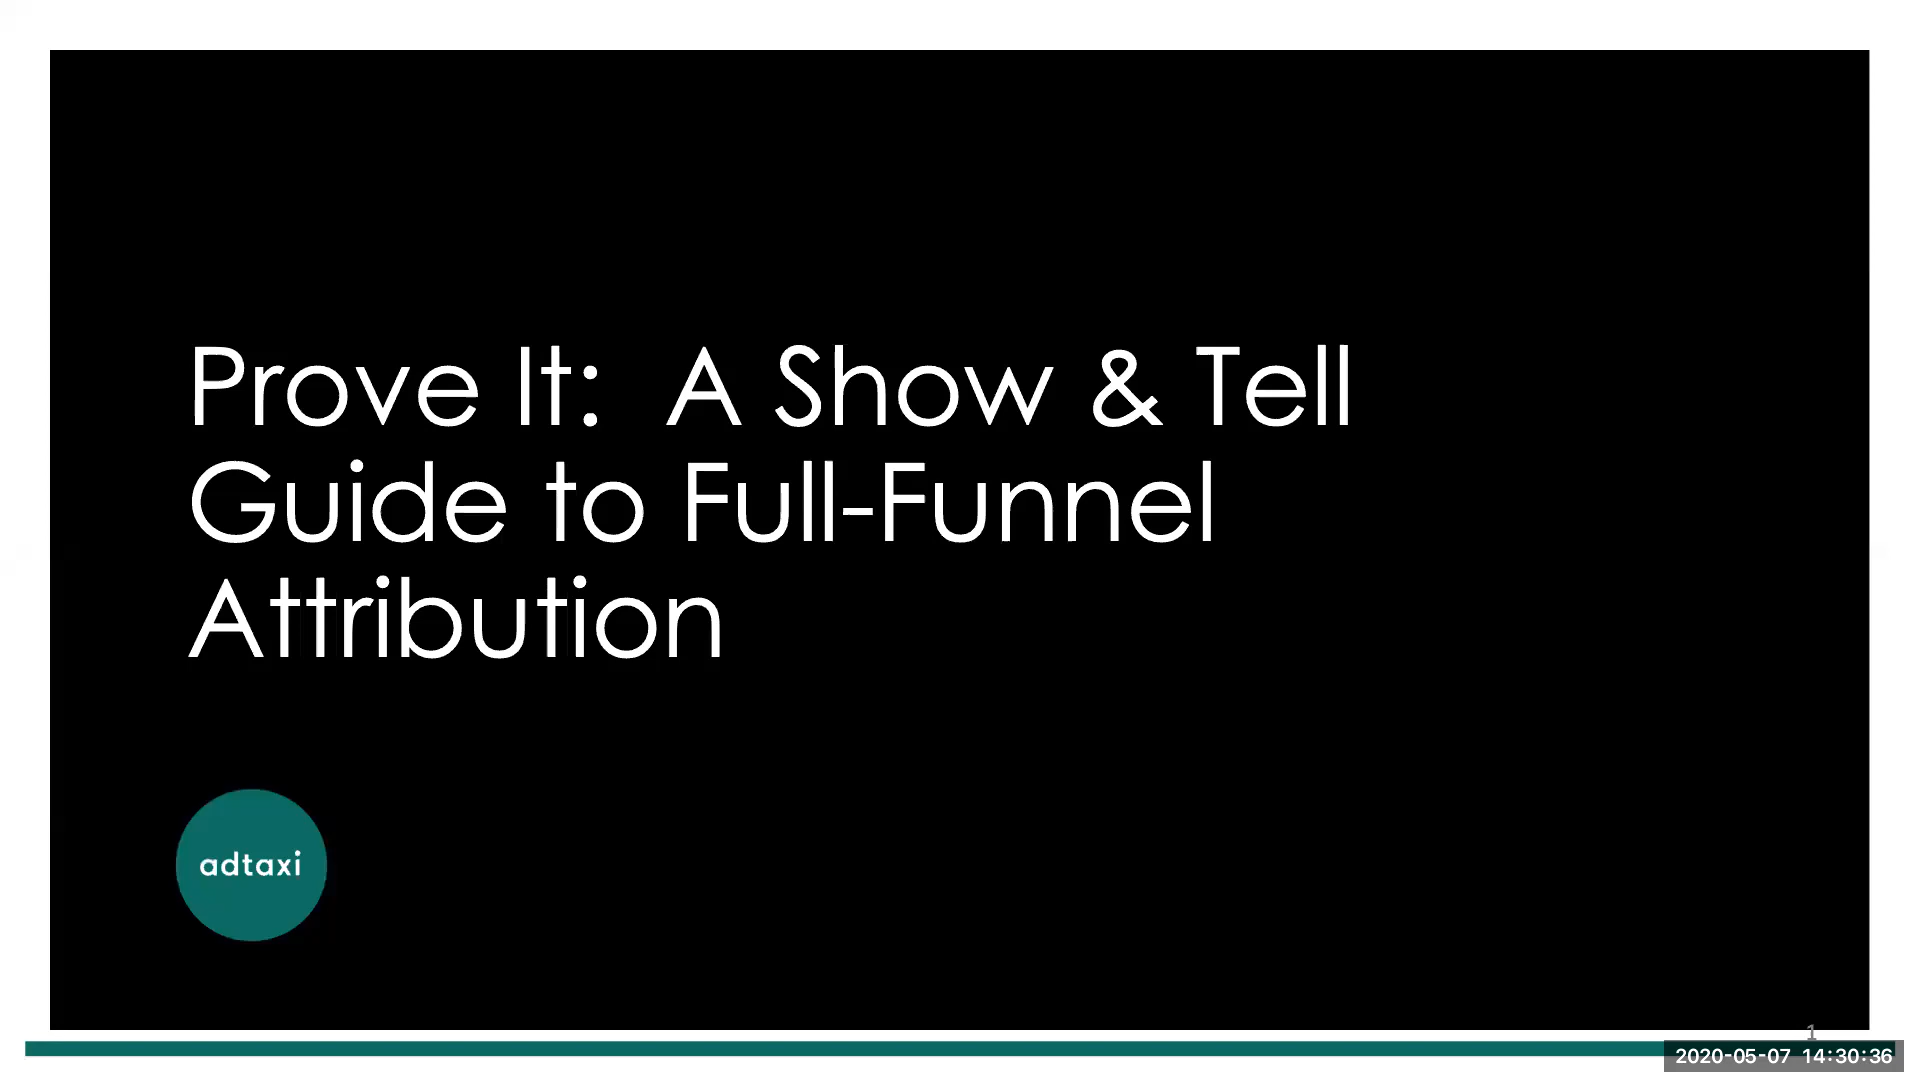 Prove It:  A Show & Tell
Guide to Full-Funnel
Attribution
adtaxi
1
2020-05-07 14:30:36